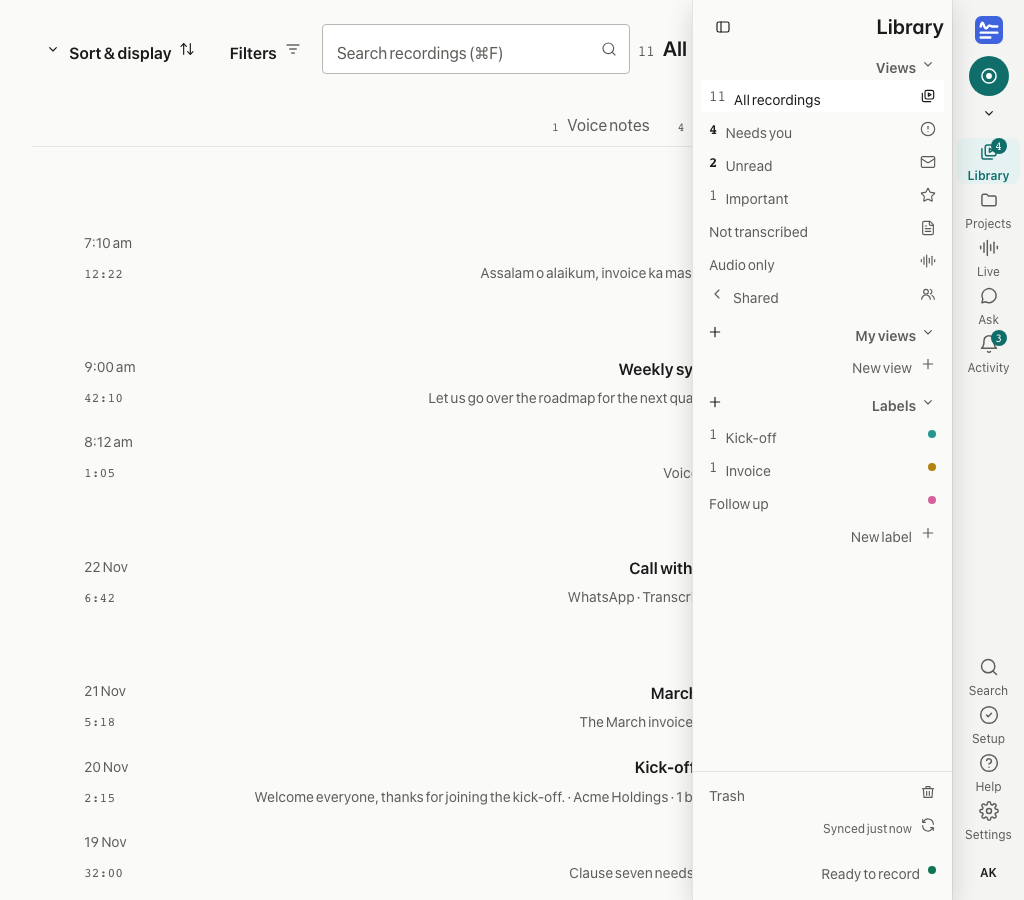 Library
Views
All recordings 11
Needs you 4
Unread 2
Important 1
Not transcribed
Audio only
Shared
My views
New view
Labels
Kick-off 1
Invoice 1
Follow up
New label
Trash
Synced just now
Ready to record
4
Library
Projects
Live
Ask
3
Activity
Search
Setup
Help
Settings
AK
All 11
Search recordings (⌘F)
Filters
Sort & display
4
Voice notes 1
7:10 am
Assalam o alaikum, invoice ka
12:22
Weekly
9:00 am
Let us go over the roadmap for the next
42:10
8:12 am
1:05
22 Nov
Call with
WhatsApp ·
6:42
21 Nov
March
The March invoice
5:18
20 Nov
Kick-off
Welcome everyone, thanks for joining the kick-off. · Acme Holdings · 1
2:15
19 Nov
Clause seven needs
32:00